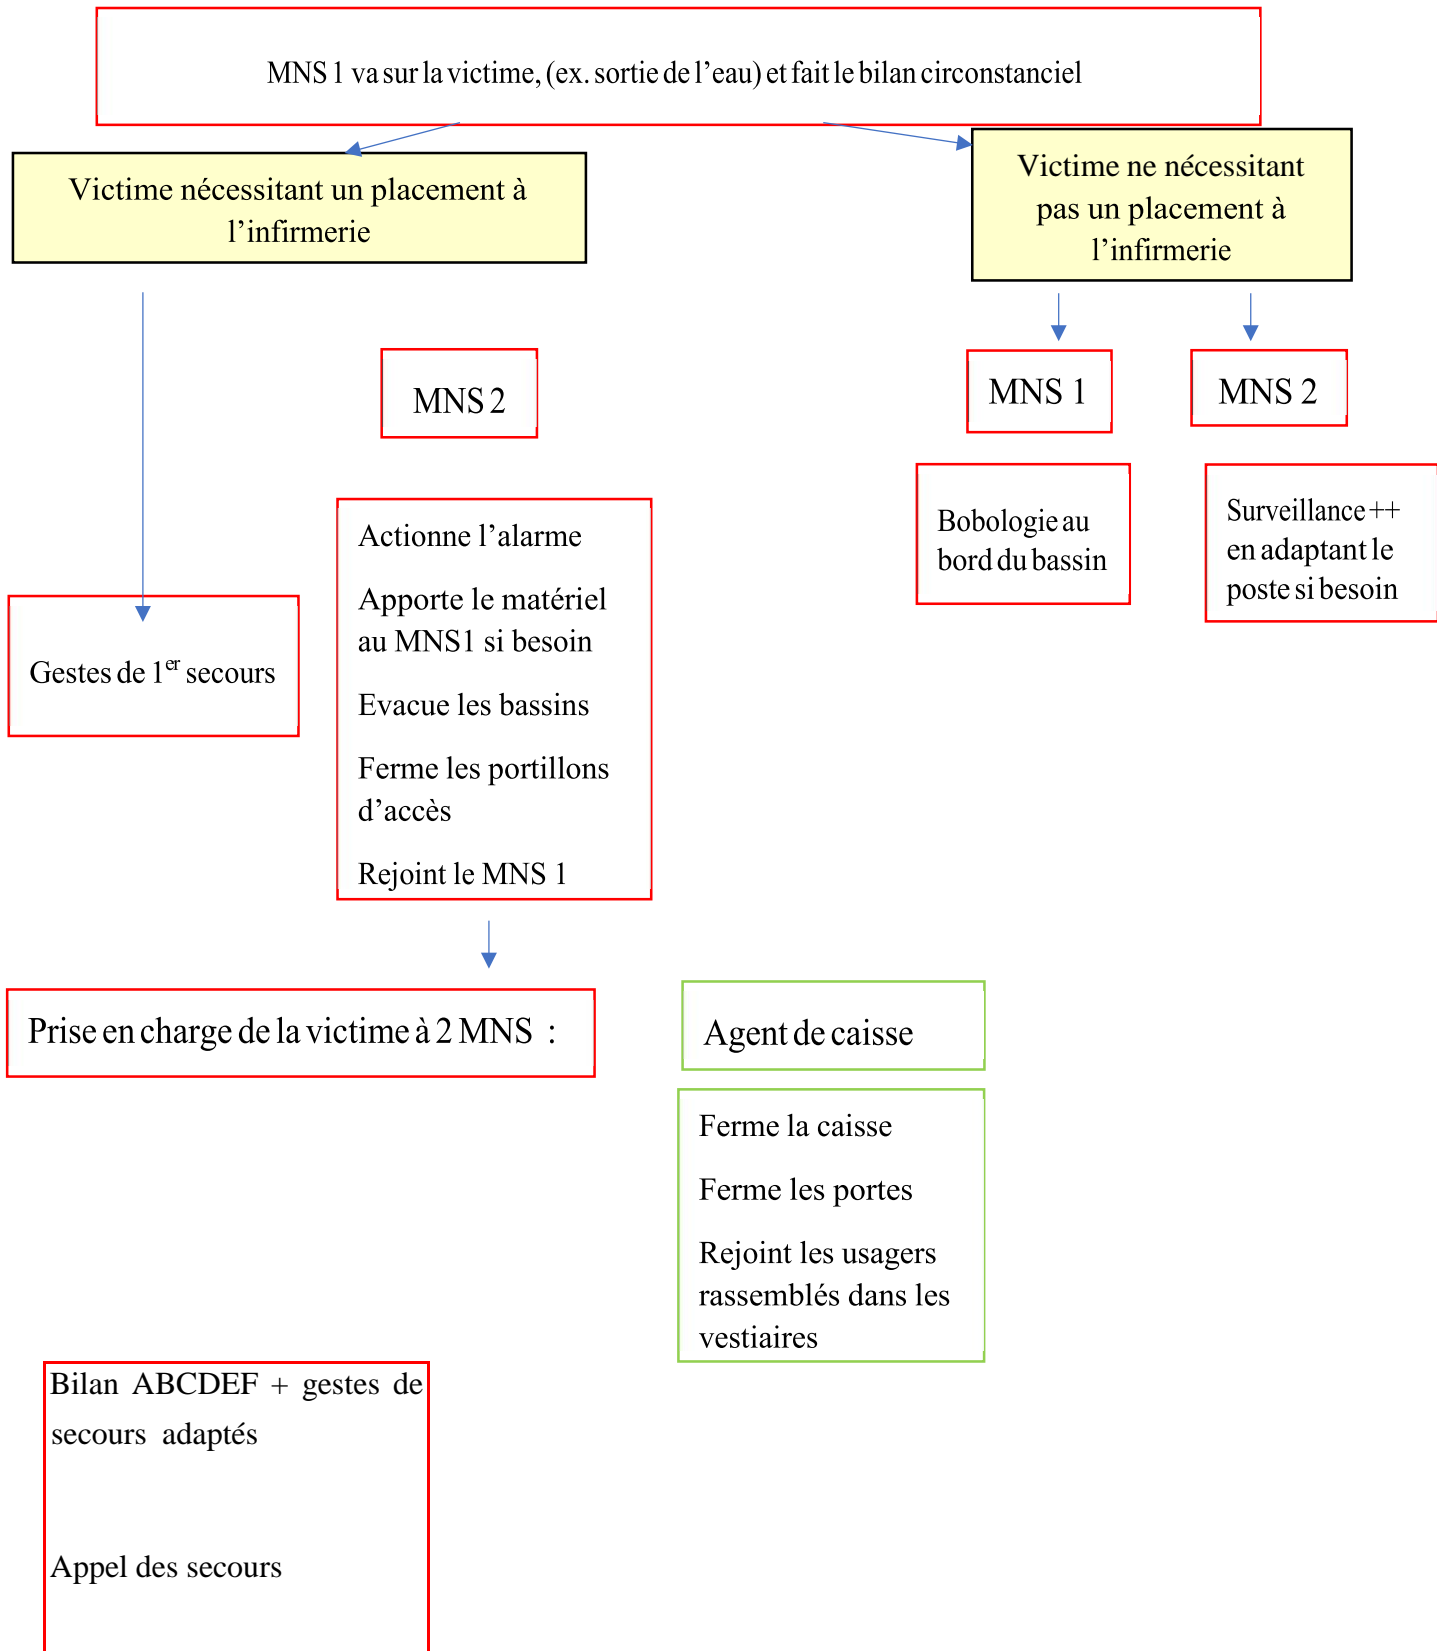 MNS 1 va sur la victime, (ex. sortie de l’eau) et fait le bilan circonstanciel
Victime nécessitant un placement à
l’infirmerie
Victime ne nécessitant
pas un placement à
l’infirmerie
MNS 2
MNS 1
MNS 2
Bobologie au
bord du bassin
Surveillance ++
en adaptant le
poste si besoin
Gestes de 1er secours
Actionne l’alarme
Apporte le matériel
au MNS1 si besoin
Evacue les bassins
Ferme les portillons
d’accès
Rejoint le MNS 1
Prise en charge de la victime à 2 MNS :
Agent de caisse
Ferme la caisse
Ferme les portes
Rejoint les usagers
rassemblés dans les
vestiaires
Bilan ABCDEF + gestes de
secours adaptés
Appel des secours